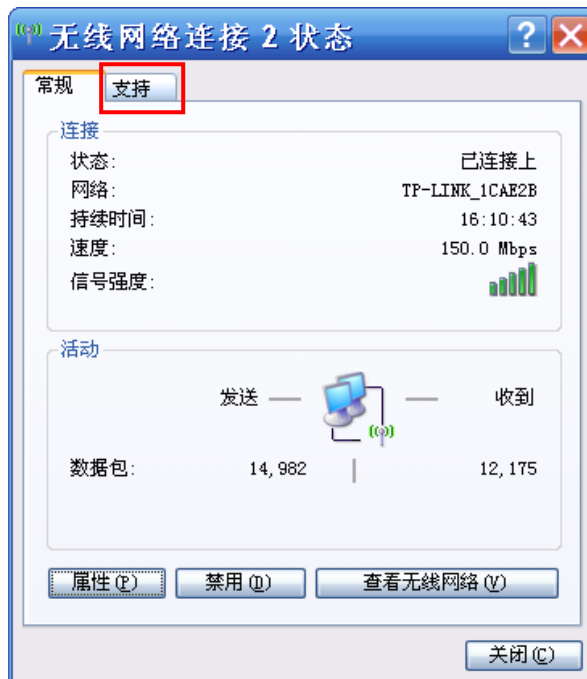 无线网络连接 2 状态
常规 支持
连接
状态: 已连接上
网络: TP-LINK_1CAE2B
持续时间: 16:10:43
速度: 150.0 Mbps
信号强度:
活动
发送 — — 收到
数据包: 14,982 | 12,175
属性(P) 禁用(D) 查看无线网络(V)
关闭(C)